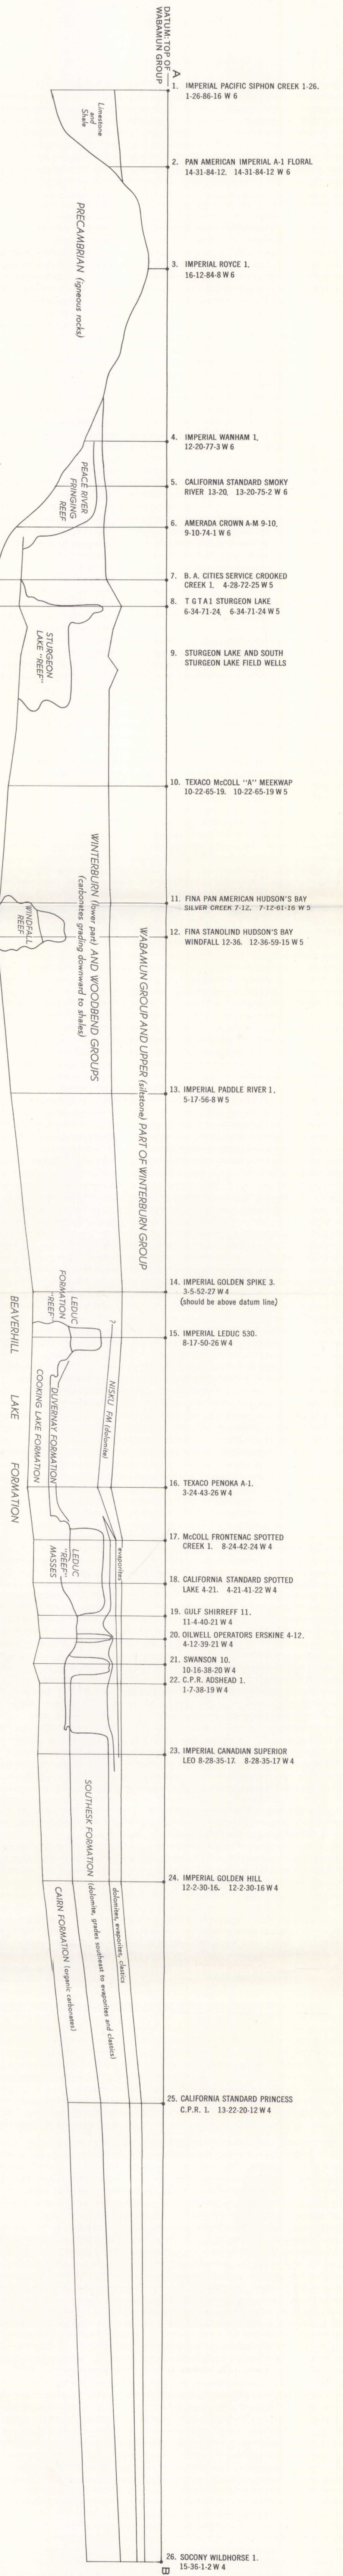 DATUM: TOP OF
WABAMUN GROUP
A
1. IMPERIAL PACIFIC SIPHON CREEK 1-26.
1-26-86-16 W 6
Limestone
and
Shale
2. PAN AMERICAN IMPERIAL A-1 FLORAL
14-31-84-12, 14-31-84-12 W 6
PRECAMBRIAN (igneous rocks)
3. IMPERIAL ROYCE 1.
16-12-84-8 W 6
4. IMPERIAL WANHAM 1,
12-20-77-3 W 6
PEACE RIVER
FRINGING
REEF
5. CALIFORNIA STANDARD SMOKY
RIVER 13-20, 13-20-75-2 W 6
6. AMERADA CROWN A-M 9-10,
9-10-74-1 W 6
7. B. A. CITIES SERVICE CROOKED
CREEK 1, 4-28-72-25 W 5
8. T G T A 1 STURGEON LAKE
6-34-71-24, 6-34-71-24 W 5
STURGEON
LAKE "REEF"
9. STURGEON LAKE AND SOUTH
STURGEON LAKE FIELD WELLS
10. TEXACO McCOLL "A" MEEKWAP
10-22-65-19, 10-22-65-19 W 5
WINTERBURN (lower part) AND WOODBEND GROUPS
(carbonates grading downward to shales)
11. FINA PAN AMERICAN HUDSON'S BAY
SILVER CREEK 7-12, 7-12-61-16 W 5
WINDFALL
REEF
12. FINA STANOLIND HUDSON'S BAY
WINDFALL 12-36, 12-36-59-15 W 5
WABAMUN GROUP AND UPPER (siltstone) PART OF WINTERBURN GROUP
13. IMPERIAL PADDLE RIVER 1,
5-17-56-8 W 5
14. IMPERIAL GOLDEN SPIKE 3.
3-5-52-27 W 4
(should be above datum line)
LEDUC
FORMATION
"REEF"
?
15. IMPERIAL LEDUC 530.
8-17-50-26 W 4
BEAVERHILL LAKE FORMATION
NISKU FM (dolomite)
DUVERNAY FORMATION
COOKING LAKE FORMATION
16. TEXACO PENOKA A-1.
3-24-43-26 W 4
17. McCOLL FRONTENAC SPOTTED
CREEK 1. 8-24-42-24 W 4
evaporites
LEDUC
"REEF"
MASSES
18. CALIFORNIA STANDARD SPOTTED
LAKE 4-21. 4-21-41-22 W 4
19. GULF SHIRREFF 11.
11-4-40-21 W 4
20. OILWELL OPERATORS ERSKINE 4-12.
4-12-39-21 W 4
21. SWANSON 10.
10-16-38-20 W 4
22. C.P.R. ADSHEAD 1.
1-7-38-19 W 4
23. IMPERIAL CANADIAN SUPERIOR
LEO 8-28-35-17. 8-28-35-17 W 4
SOUTHESK FORMATION (dolomite, grades southeast to evaporites and clastics)
24. IMPERIAL GOLDEN HILL
12-2-30-16, 12-2-30-16 W 4
dolomites, evaporites, clastics
CAIRN FORMATION (organic carbonates)
25. CALIFORNIA STANDARD PRINCESS
C.P.R. 1. 13-22-20-12 W 4
26. SOCONY WILDHORSE 1.
15-36-1-2 W 4
B